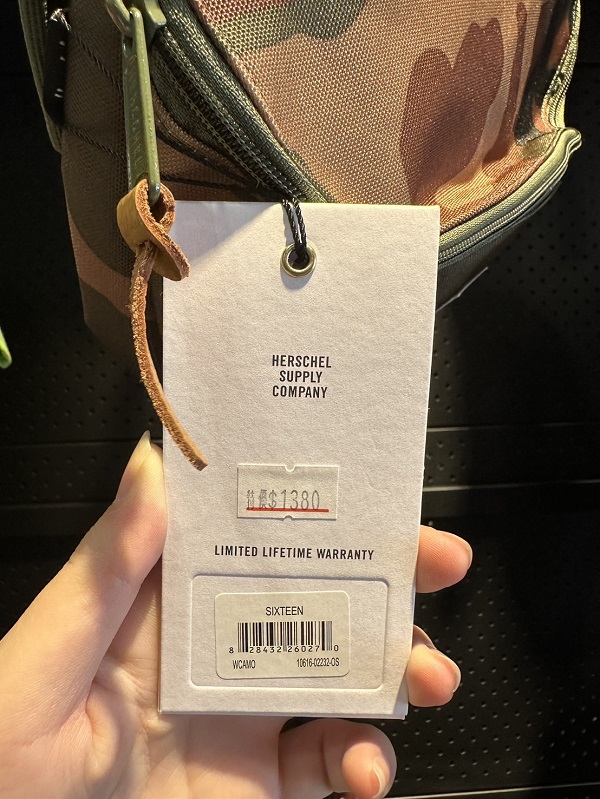 HERSCHEL
SUPPLY
COMPANY
特價$1380
LIMITED LIFETIME WARRANTY
SIXTEEN
8 28432 26027 0
WCAMO 10616-02232-OS